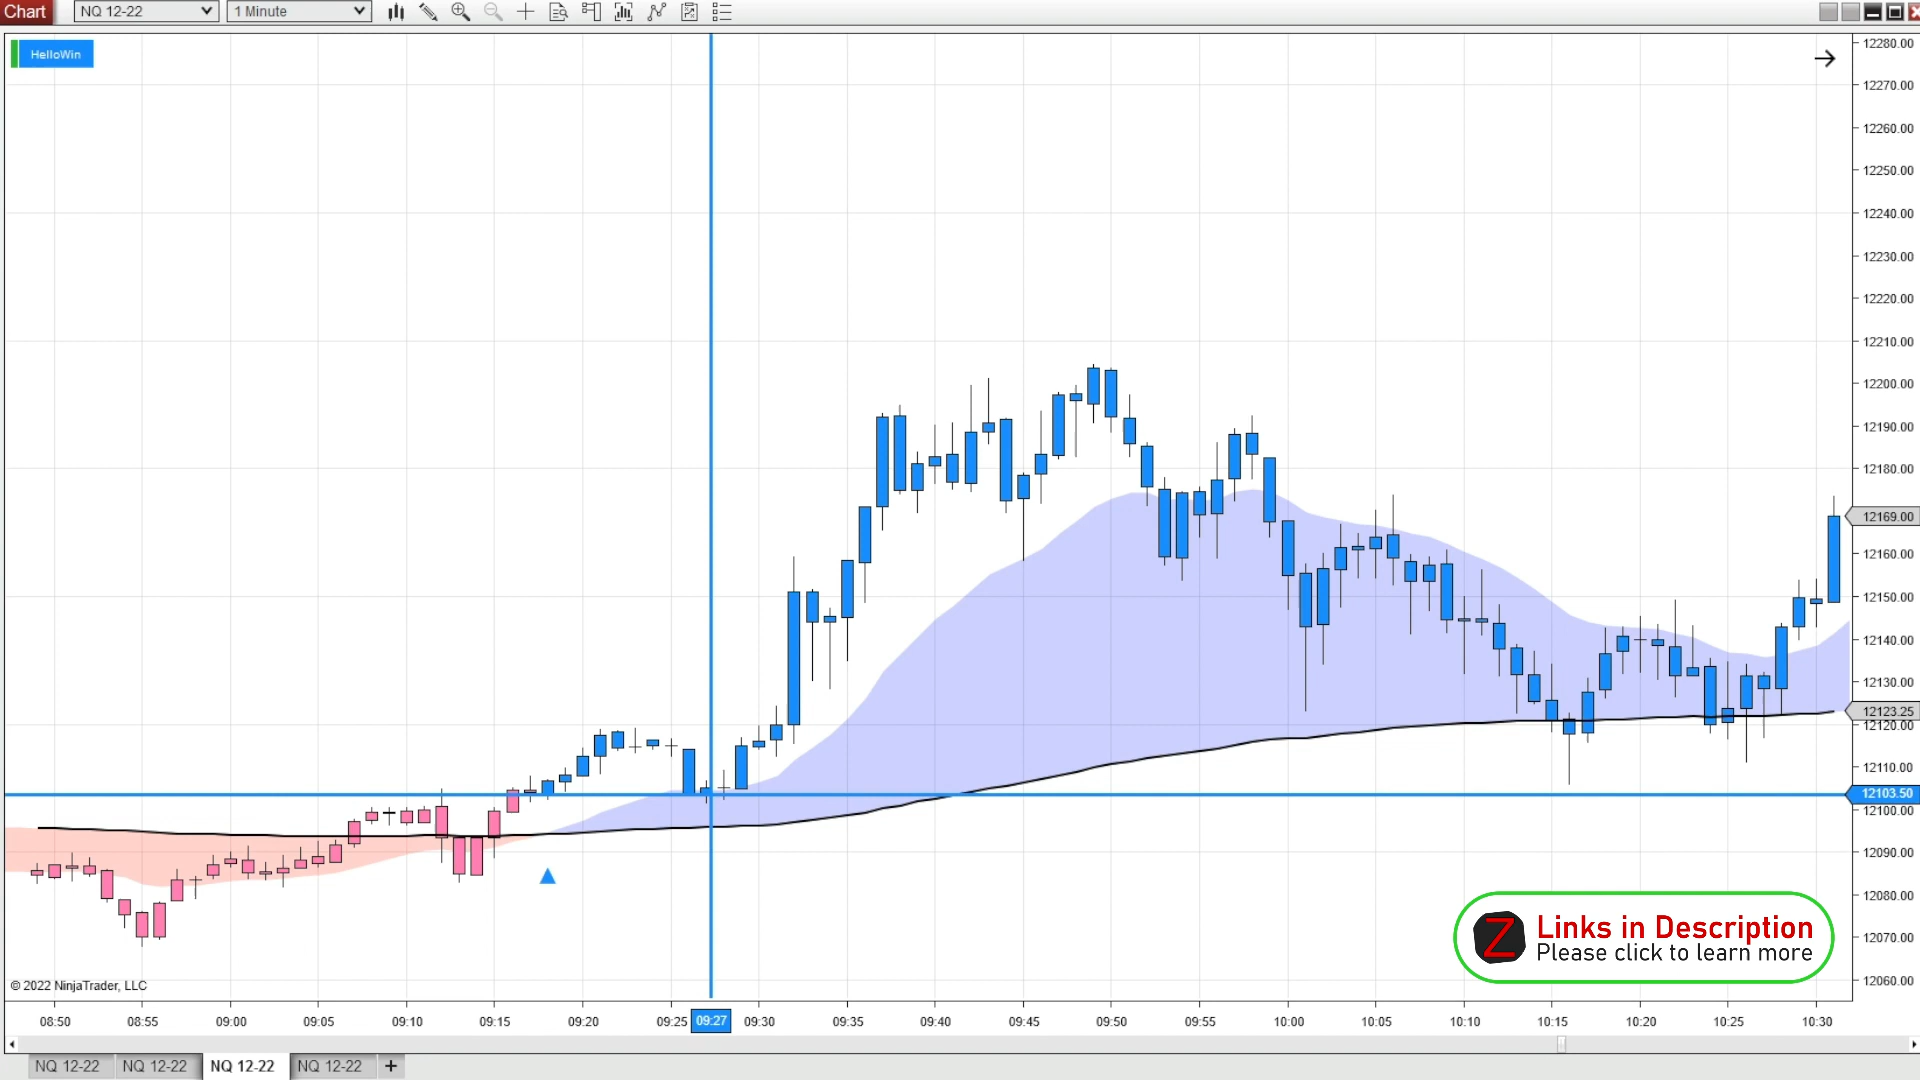 Chart
NQ 12-22
1 Minute
HelloWin
12280.00
12270.00
12260.00
12250.00
12240.00
12230.00
12220.00
12210.00
12200.00
12190.00
12180.00
12169.00
12160.00
12150.00
12140.00
12130.00
12123.25
12120.00
12110.00
12103.50
12100.00
12090.00
12080.00
12070.00
12060.00
Z
Links in Description
Please click to learn more
© 2022 NinjaTrader, LLC
08:50 08:55 09:00 09:05 09:10 09:15 09:20 09:25 09:27 09:30 09:35 09:40 09:45 09:50 09:55 10:00 10:05 10:10 10:15 10:20 10:25 10:30
NQ 12-22 NQ 12-22 NQ 12-22 NQ 12-22 +